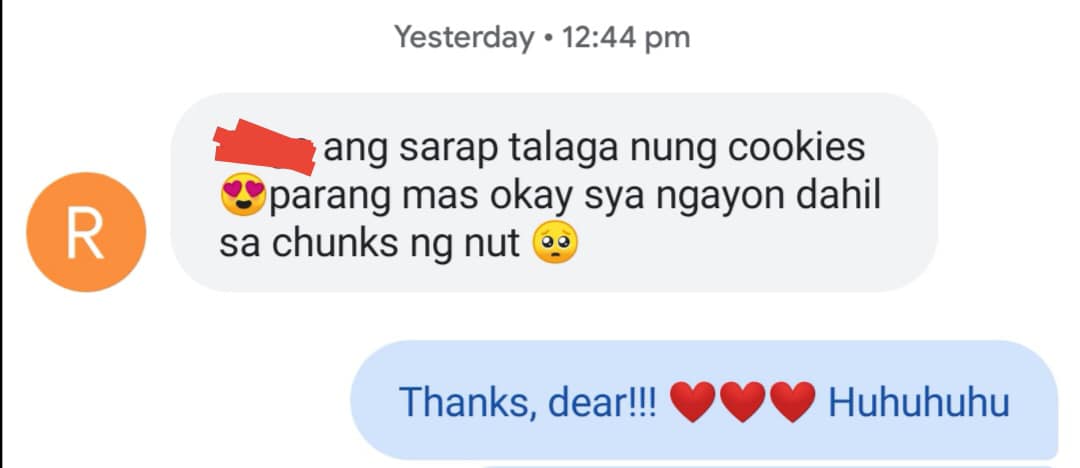 Yesterday • 12:44 pm
ang sarap talaga nung cookies
😍parang mas okay sya ngayon dahil
sa chunks ng nut 🥺
R
Thanks, dear!!! ❤️❤️❤️ Huhuhuhu